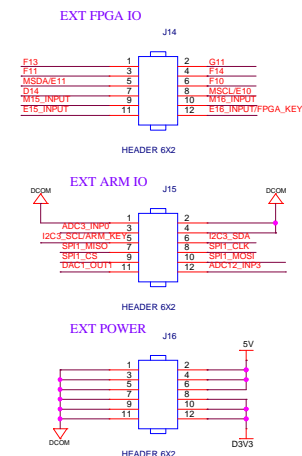 EXT FPGA IO
J14
F13 1 2 G11
F11 3 4 F14
MSDA/E11 5 6 F10
D14 7 8 MSCL/E10
M15_INPUT 9 10 M16_INPUT
E15_INPUT 11 12 E16_INPUT/FPGA_KEY
HEADER 6X2
EXT ARM IO
DCOM J15 DCOM
1 2
ADC3_INP0 3 4
I2C3_SCL/ARM_KEY 5 6 I2C3_SDA
SPI1_MISO 7 8 SPI1_CLK
SPI1_CS 9 10 SPI1_MOSI
DAC1_OUT1 11 12 ADC12_INP3
HEADER 6X2
EXT POWER
J16
5V
1 2
3 4
5 6
7 8
9 10
11 12
DCOM D3V3
HEADER 6X2